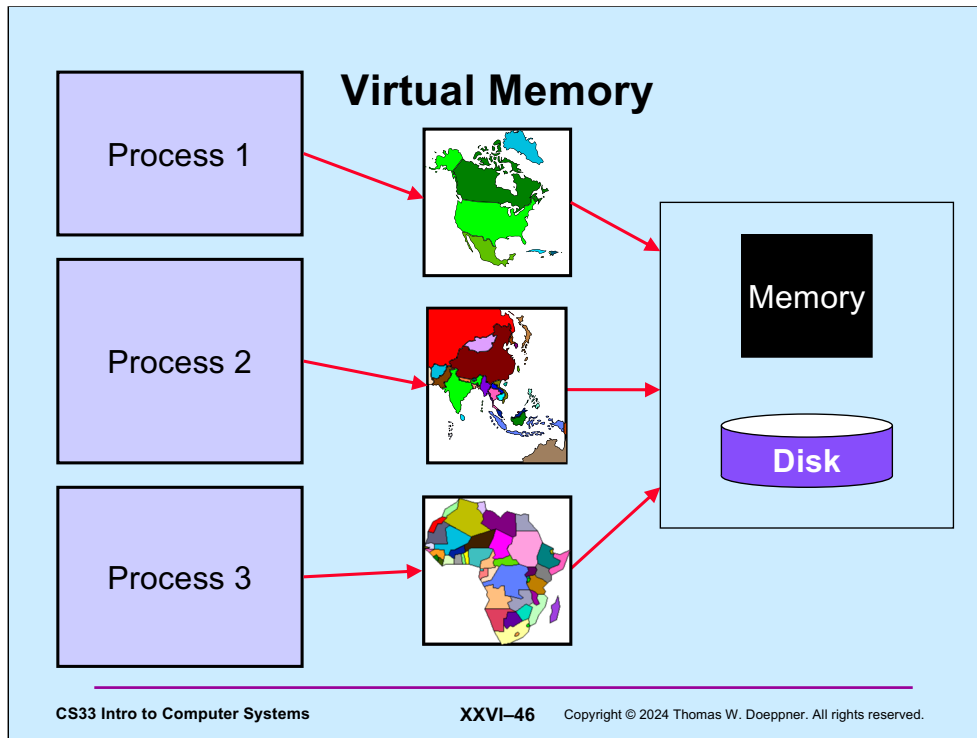 Virtual Memory
Process 1
Process 2
Process 3
Memory
Disk
CS33 Intro to Computer Systems
XXVI–46
Copyright © 2024 Thomas W. Doeppner. All rights reserved.